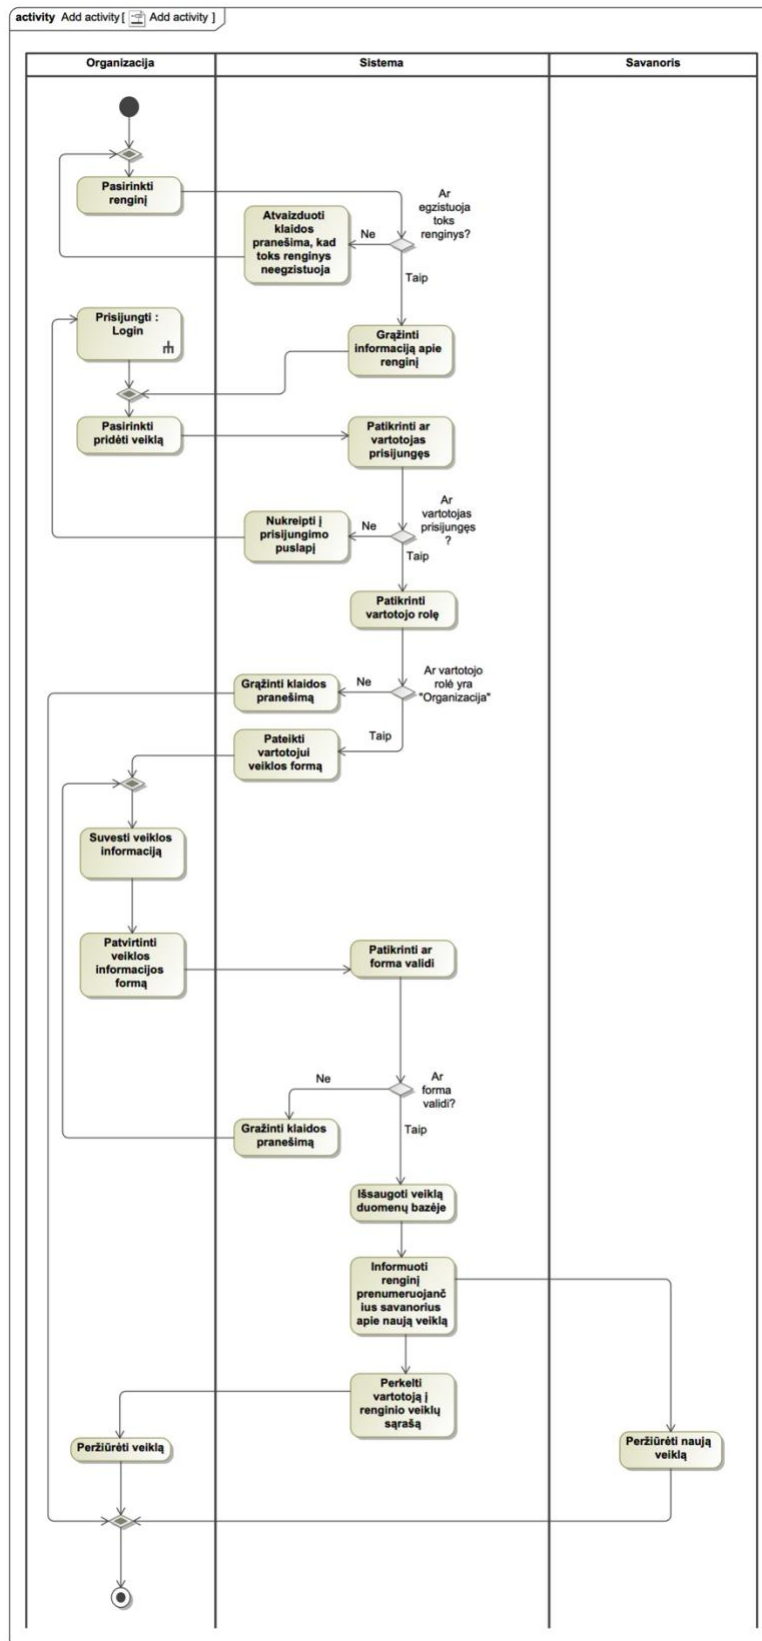 activity Add activity [ Add activity ]
Organizacija
Sistema
Savanoris
Pasirinkti
renginį
Ar
egzistuoja
toks
renginys?
Atvaizduoti
klaidos
pranešima, kad
toks renginys
neegzistuoja
Ne
Taip
Prisijungti :
Login
Grąžinti
informaciją apie
renginį
Pasirinkti
pridėti veiklą
Patikrinti ar
vartotojas
prisijungęs
Ar
vartotojas
prisijungęs
?
Nukreipti į
prisijungimo
puslapį
Ne
Taip
Patikrinti
vartotojo rolę
Ar vartotojo
rolė yra
"Organizacija"
Grąžinti klaidos
pranešimą
Ne
Taip
Pateikti
vartotojui
veiklos formą
Suvesti veiklos
informaciją
Patvirtinti
veiklos
informacijos
formą
Patikrinti ar
forma validi
Ar
forma
validi?
Ne
Gražinti klaidos
pranešimą
Taip
Išsaugoti veiklą
duomenų bazėje
Informuoti
renginį
prenumeruojanč
ius savanorius
apie naują veiklą
Perkelti
vartotoją į
renginio veiklų
sąrašą
Peržiūrėti veiklą
Peržiūrėti naują
veiklą